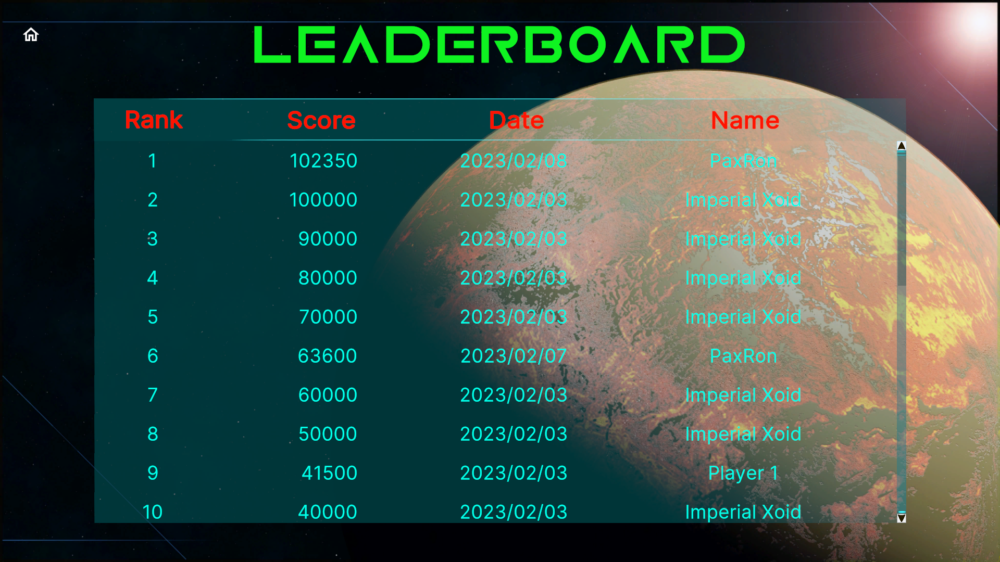 LEADERBOARD
Rank Score Date Name
1 102350 2023/02/08 PaxRon
2 100000 2023/02/03 Imperial Xoid
3 90000 2023/02/03 Imperial Xoid
4 80000 2023/02/03 Imperial Xoid
5 70000 2023/02/03 Imperial Xoid
6 63600 2023/02/07 PaxRon
7 60000 2023/02/03 Imperial Xoid
8 50000 2023/02/03 Imperial Xoid
9 41500 2023/02/03 Player 1
10 40000 2023/02/03 Imperial Xoid